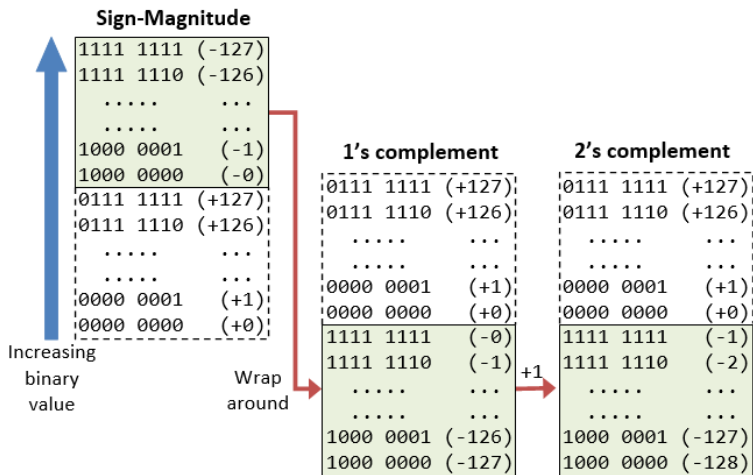 Sign-Magnitude
1111 1111 (-127)
1111 1110 (-126)
..... ...
..... ...
1000 0001 (-1)
1000 0000 (-0)
0111 1111 (+127)
0111 1110 (+126)
..... ...
..... ...
0000 0001 (+1)
0000 0000 (+0)
Increasing
binary
value
Wrap
around
1's complement
0111 1111 (+127)
0111 1110 (+126)
..... ...
..... ...
0000 0001 (+1)
0000 0000 (+0)
1111 1111 (-0)
1111 1110 (-1)
..... ...
..... ...
1000 0001 (-126)
1000 0000 (-127)
+1
2's complement
0111 1111 (+127)
0111 1110 (+126)
..... ...
..... ...
0000 0001 (+1)
0000 0000 (+0)
1111 1111 (-1)
1111 1110 (-2)
..... ...
..... ...
1000 0001 (-127)
1000 0000 (-128)